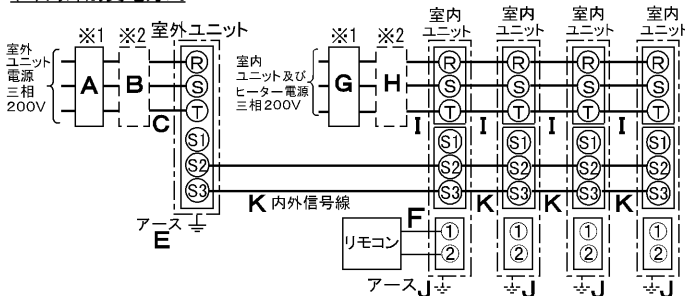 ※1 ※2 室外ユニット
室外
ユニット
電源
三相
200V
A
B
C
R
S
T
S1
S2
S3
アース
E
K 内外信号線
※1 ※2
室内
ユニット及び
ヒーター電源
三相200V
G
H
室内
ユニット
室内
ユニット
室内
ユニット
室内
ユニット
R R R R
S S S S
T T T T
I I I I
S1 S1 S1 S1
S2 S2 S2 S2
S3 S3 S3 S3
K K K
F
リモコン
1 1 1 1
2 2 2 2
アース J J J J